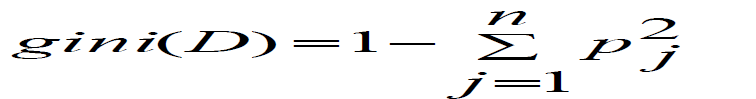 gini(D) = 1 − ∑_{j=1}^{n} p_j^2